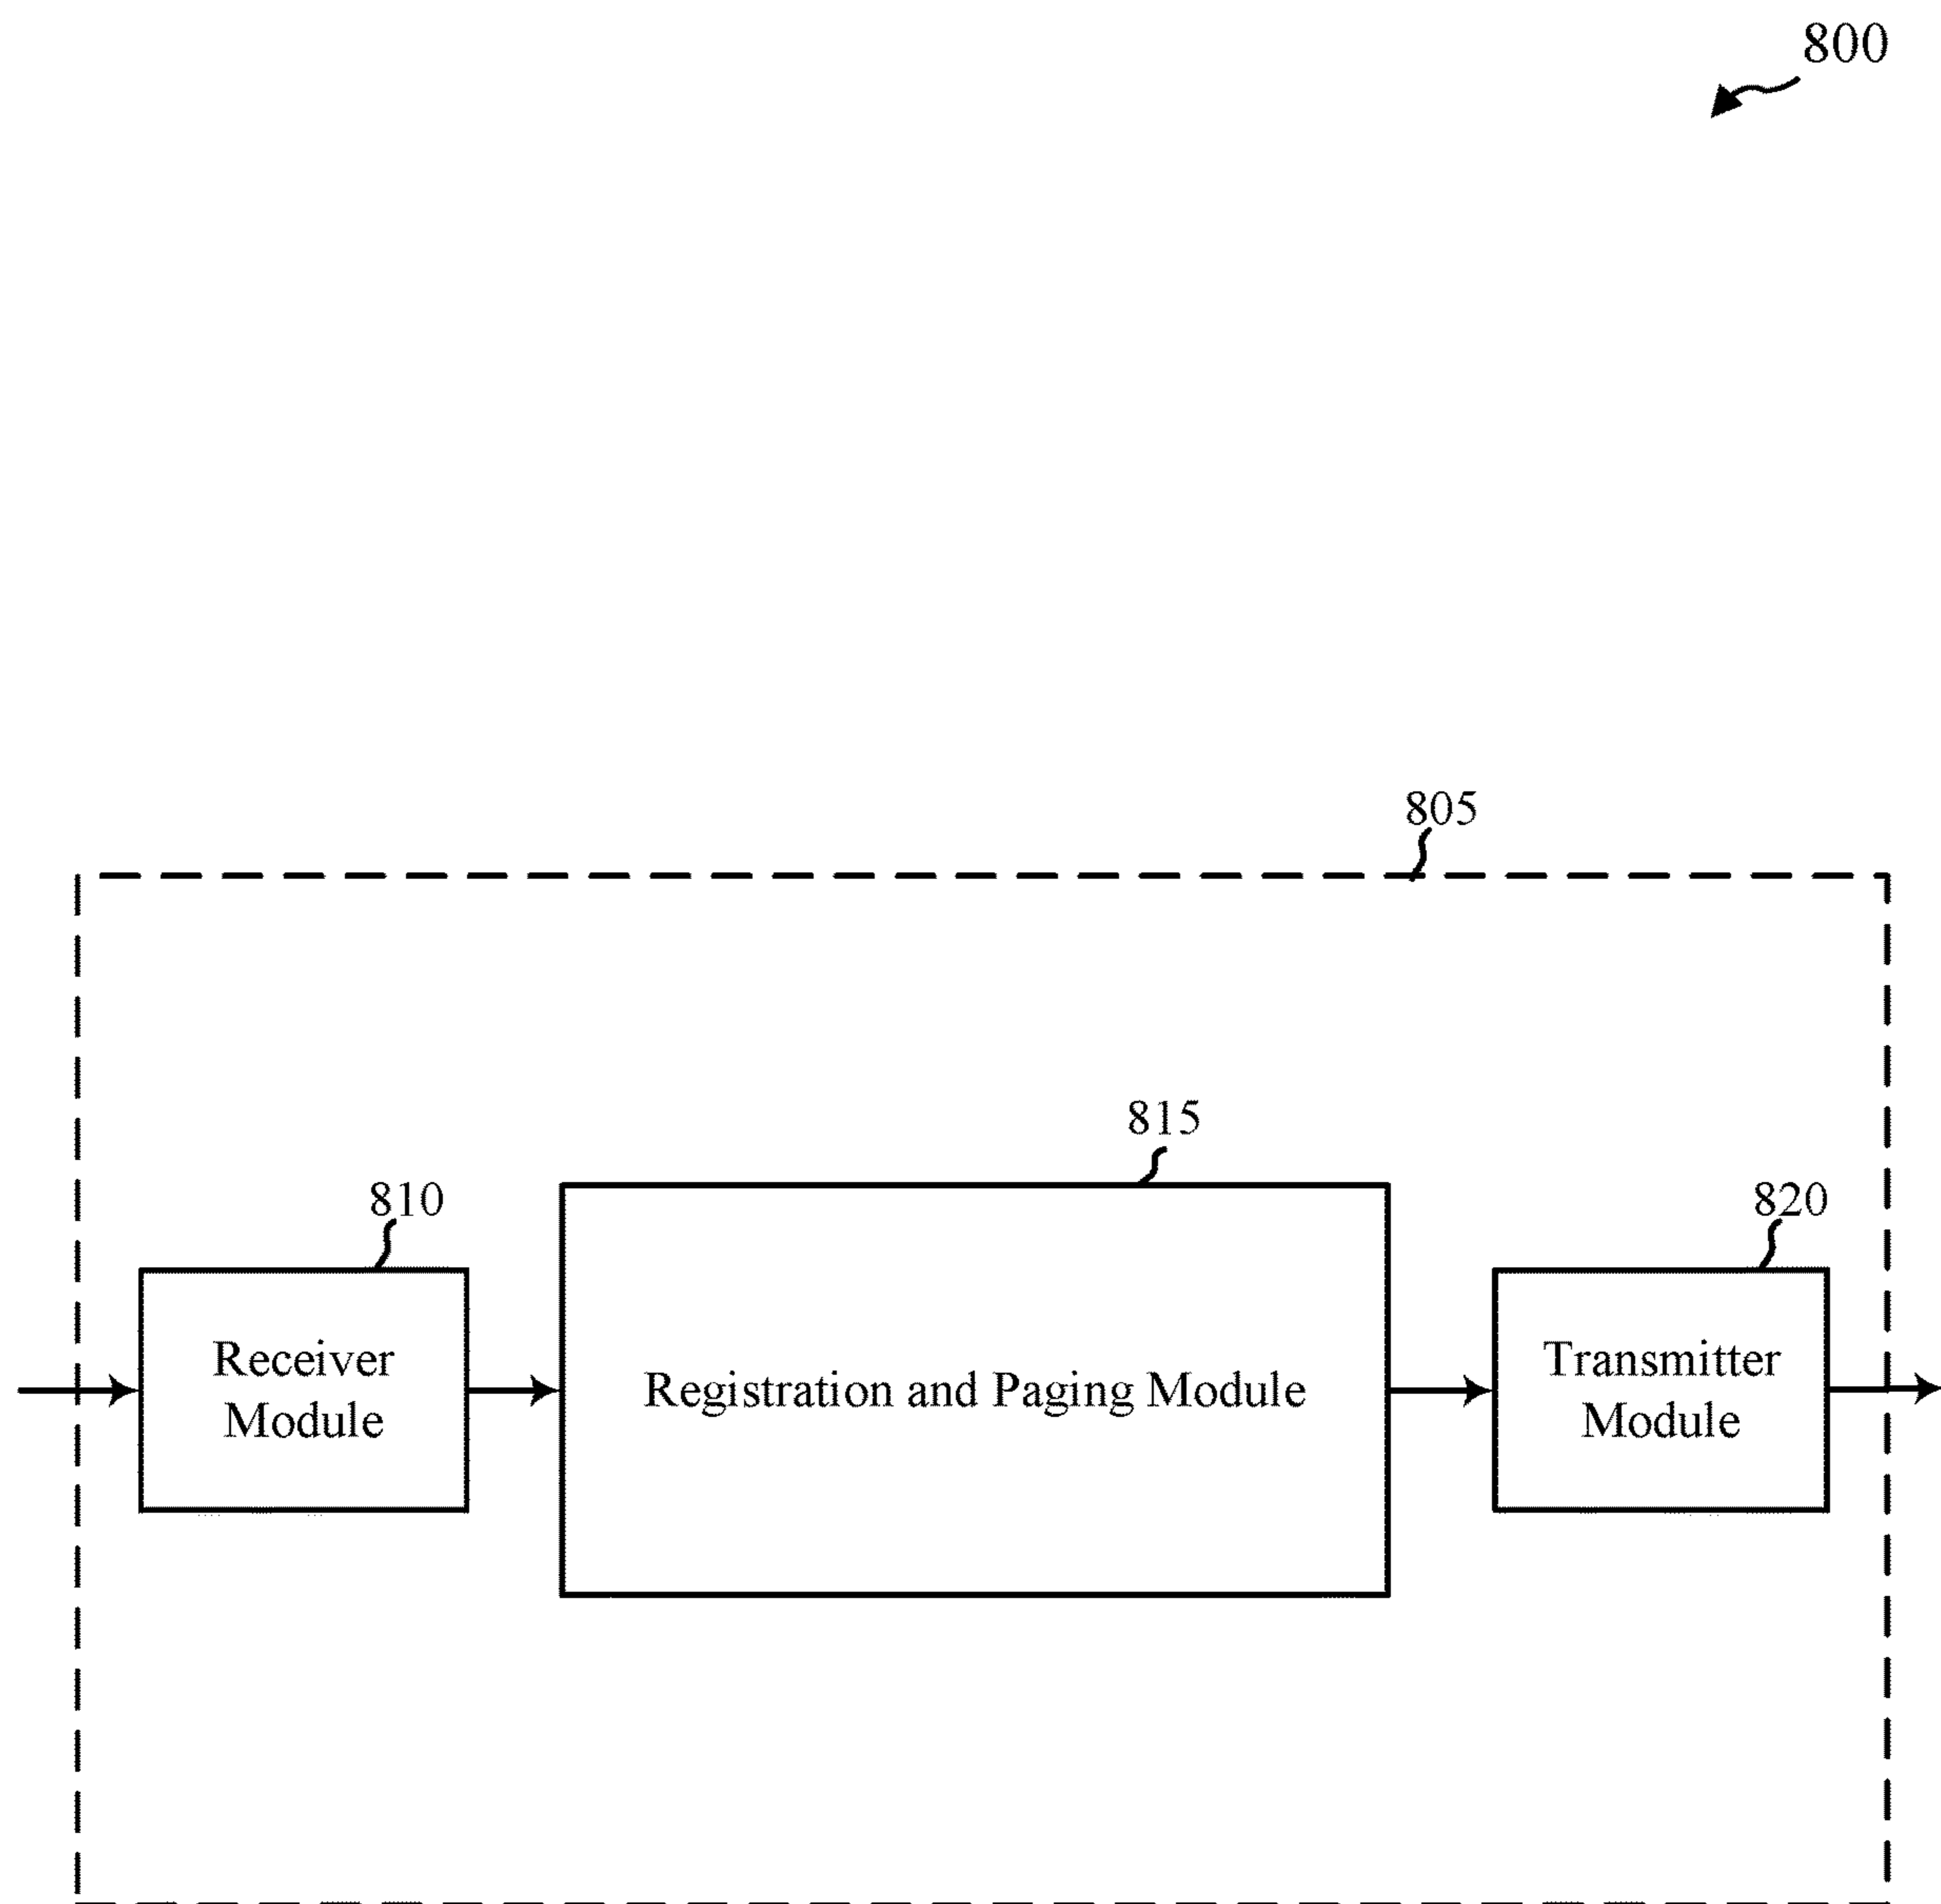 800
805
815
810
820
Receiver
Module
Registration and Paging Module
Transmitter
Module